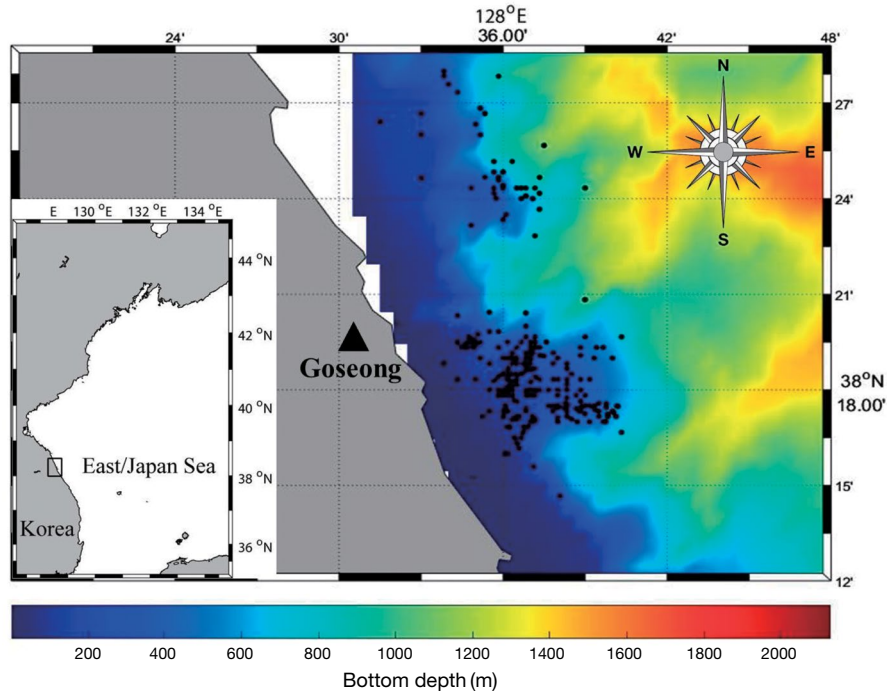 128°E
24' 30' 36.00' 42' 48'
N
27'
W E
24'
S
E 130 °E 132 °E 134 °E
44 °N
21'
42 °N
Goseong
38°N
40 °N
18.00'
East/Japan Sea
38 °N
15'
Korea
36 °N
12'
200 400 600 800 1000 1200 1400 1600 1800 2000
Bottom depth (m)